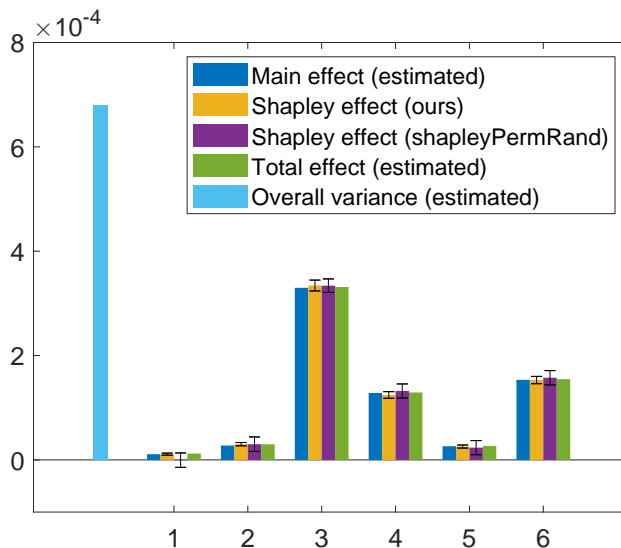 ×10⁻⁴
8
6
4
2
0
Main effect (estimated)
Shapley effect (ours)
Shapley effect (shapleyPermRand)
Total effect (estimated)
Overall variance (estimated)
1 2 3 4 5 6